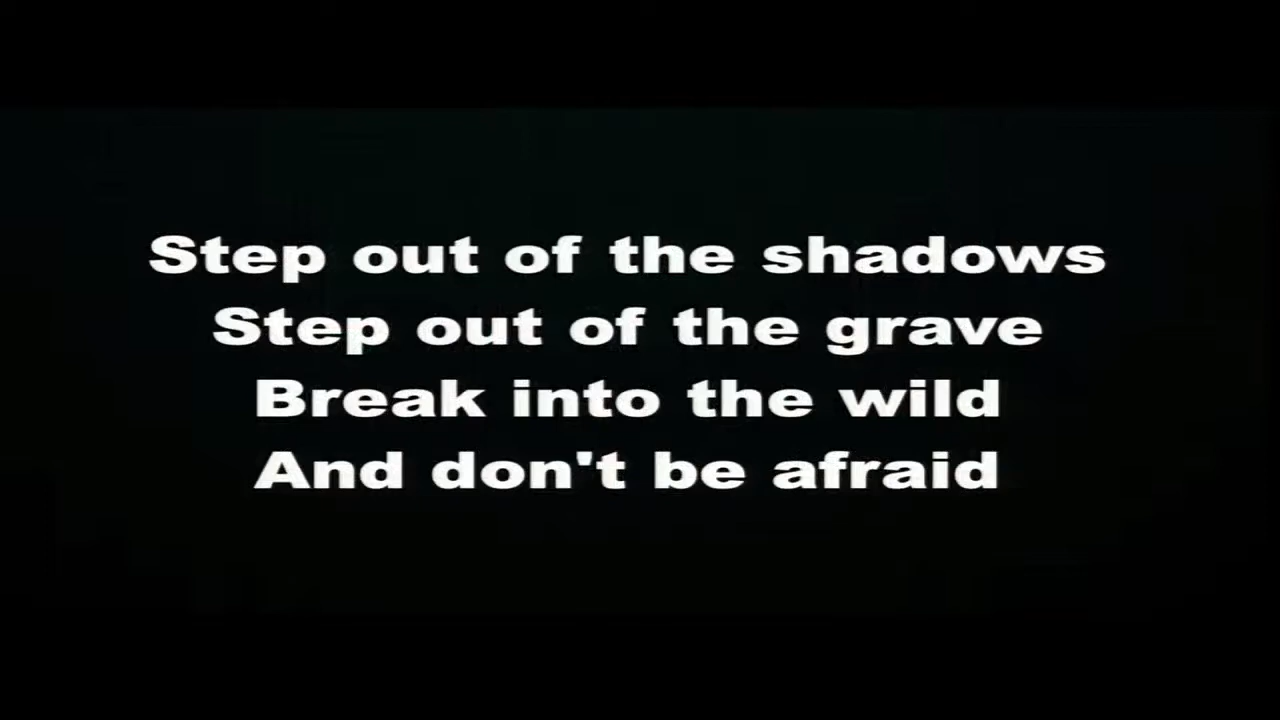 Step out of the shadows
Step out of the grave
Break into the wild
And don't be afraid